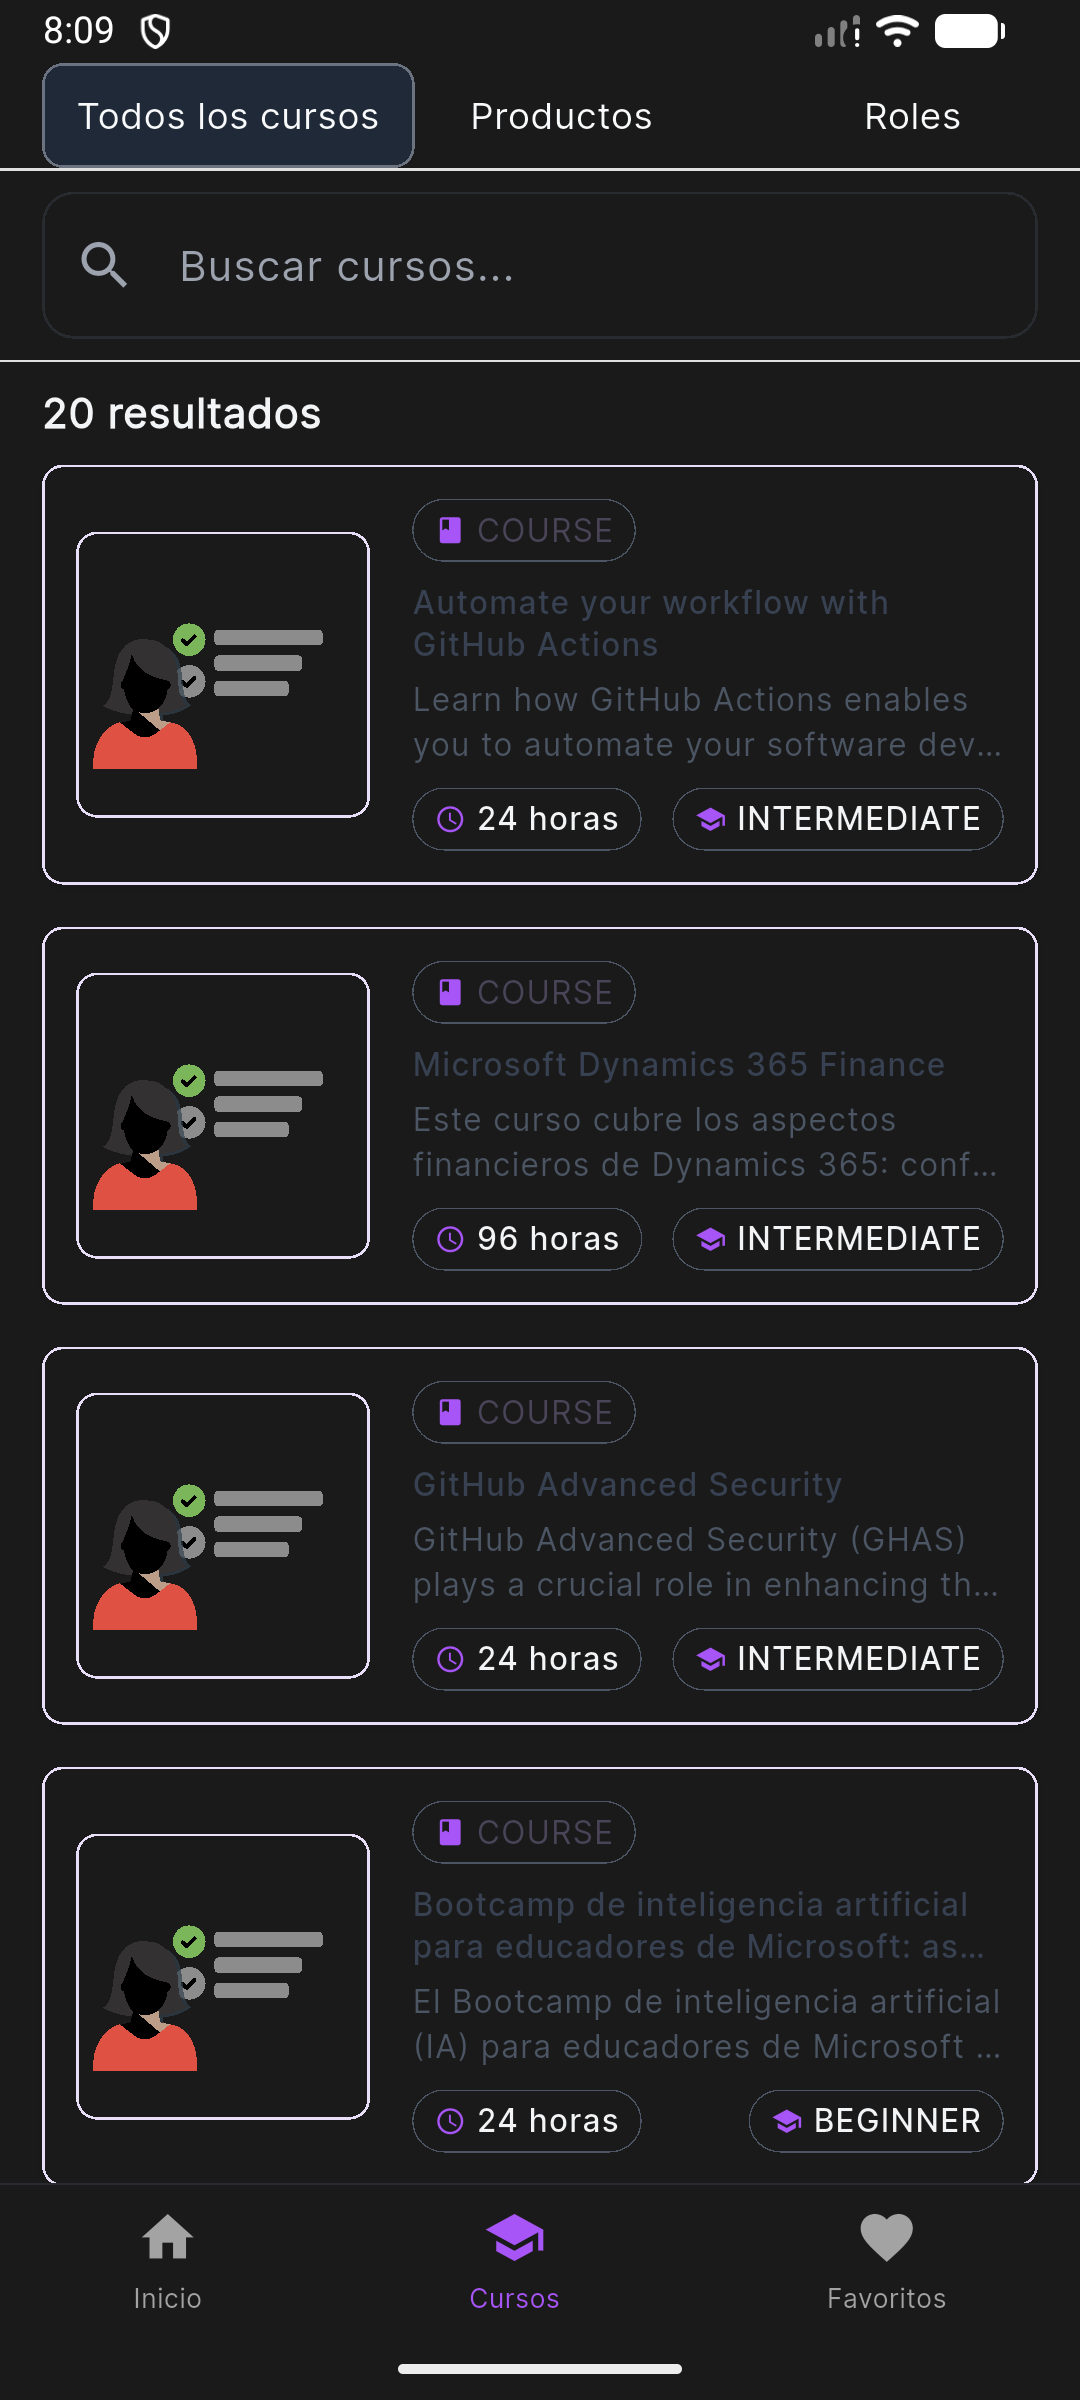 8:09
Todos los cursos
Productos
Roles
Buscar cursos...
20 resultados
COURSE
Automate your workflow with
GitHub Actions
Learn how GitHub Actions enables
you to automate your software dev...
24 horas
INTERMEDIATE
COURSE
Microsoft Dynamics 365 Finance
Este curso cubre los aspectos
financieros de Dynamics 365: conf...
96 horas
INTERMEDIATE
COURSE
GitHub Advanced Security
GitHub Advanced Security (GHAS)
plays a crucial role in enhancing th...
24 horas
INTERMEDIATE
COURSE
Bootcamp de inteligencia artificial
para educadores de Microsoft: as...
El Bootcamp de inteligencia artificial
(IA) para educadores de Microsoft ...
24 horas
BEGINNER
Inicio
Cursos
Favoritos